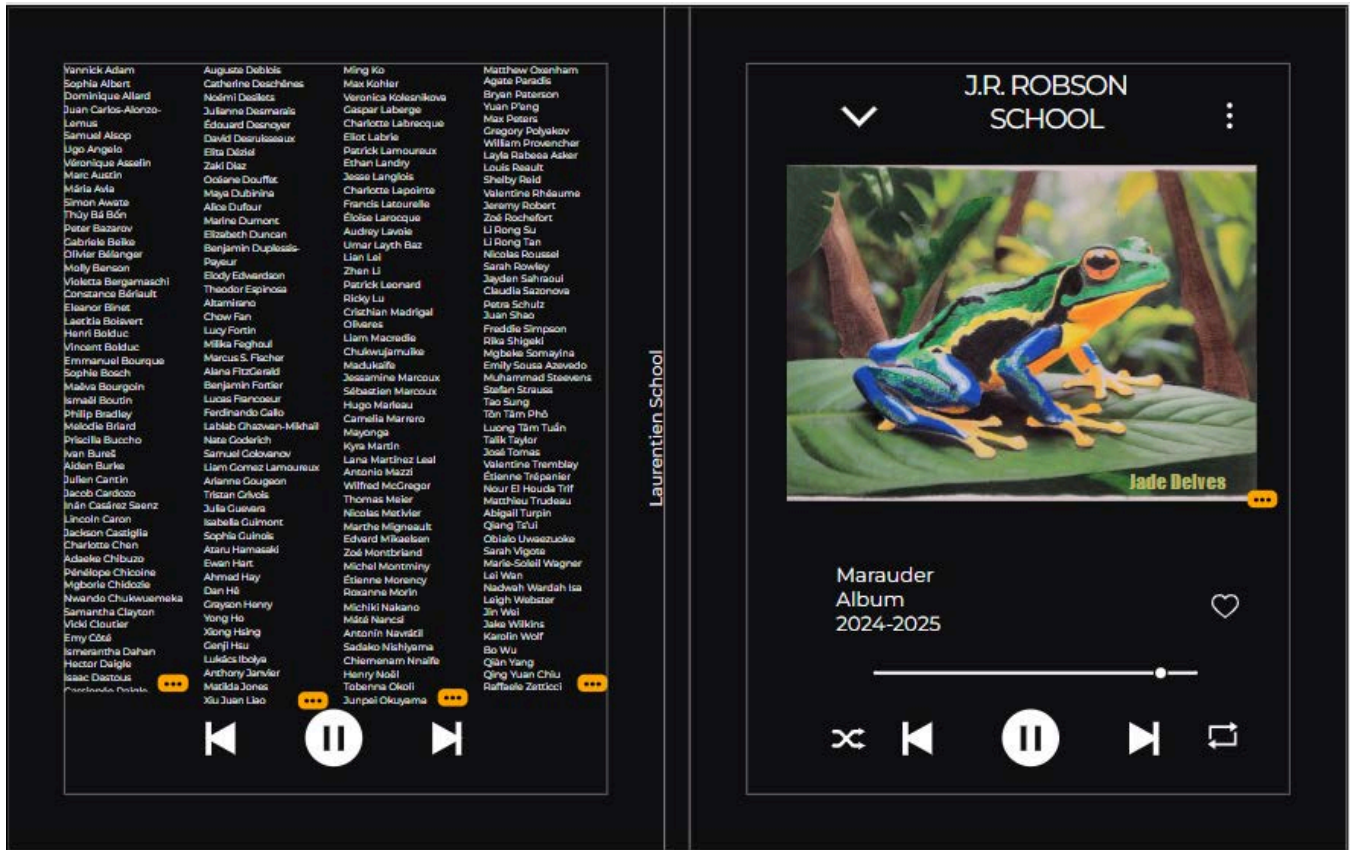 Yannick Adam
Sophia Albert
Dominique Allard
Juan Carlos-Alonzo-
Lemus
Samuel Alsop
Ugo Angelo
Véronique Asselin
Marc Austin
Mária Avia
Simon Awate
Thùy Bá Bổn
Peter Bazarov
Gabriele Beike
Olivier Bélanger
Molly Benson
Violetta Bergamaschi
Constance Bériault
Eleanor Binet
Laetitia Boisvert
Henri Bolduc
Vincent Bolduc
Emmanuel Bourque
Sophie Bosch
Maëva Bourgoin
Ismaël Boutin
Philip Bradley
Melodie Briard
Priscilla Buccho
Ivan Bureš
Aiden Burke
Julien Cantin
Jacob Cardozo
Inán Casárez Saenz
Lincoln Caron
Jackson Castiglia
Charlotte Chen
Adaeke Chibuzo
Pénélope Chicoine
Mgborie Chidozie
Nwando Chukwuemeka
Samantha Clayton
Vicki Cloutier
Emy Côté
Ismerantha Dahan
Hector Daigle
Isaac Dastous
Auguste Deblois
Catherine Deschênes
Noémi Desilets
Julianne Desmarais
Édouard Desnoyer
David Desruisseaux
Elita Déziel
Zaki Diaz
Océane Douffet
Maya Dubinina
Alice Dufour
Marine Dumont
Elizabeth Duncan
Benjamin Duplessis-
Payeur
Elody Edwardson
Theodor Espinosa
Altamirano
Chow Fan
Lucy Fortin
Milika Feghoul
Marcus S. Fischer
Alana FitzGerald
Benjamin Fortier
Lucas Francoeur
Ferdinando Gallo
Lablab Ghazwan-Mikhail
Nate Goderich
Samuel Golovanov
Liam Gomez Lamoureux
Arianne Gougeon
Tristan Grivois
Julia Guevara
Isabella Guimont
Sophia Guinois
Ataru Hamasaki
Ewan Hart
Ahmed Hay
Dan Hê
Grayson Henry
Yong Ho
Xiong Hsing
Genji Hsu
Lukács Ibolya
Anthony Janvier
Matilda Jones
Xiu Juan Liao
Ming Ko
Max Kohler
Veronica Kolesnikova
Gaspar Laberge
Charlotte Labrecque
Eliot Labrie
Patrick Lamoureux
Ethan Landry
Jesse Langlois
Charlotte Lapointe
Francis Latourelle
Éloïse Larocque
Audrey Lavoie
Umar Layth Baz
Lian Lei
Zhen Li
Patrick Leonard
Ricky Lu
Cristhian Madrigal
Olivares
Liam Macredie
Chukwujamuike
Madukaife
Jessamine Marcoux
Sébastien Marcoux
Hugo Marleau
Camelia Marrero
Mayonga
Kyra Martin
Lana Martinez Leal
Antonio Mazzi
Wilfred McGregor
Thomas Meier
Nicolas Metivier
Marthe Migneault
Edvard Mikaelsen
Zoé Montbriand
Michel Montminy
Étienne Morency
Roxanne Morin
Michiki Nakano
Máté Nancsi
Antonín Navrátil
Sadako Nishiyama
Chiemenam Nnaife
Henry Noël
Tobenna Okoli
Junpei Okuyama
Matthew Oxenham
Agate Paradis
Bryan Paterson
Yuan P'eng
Max Peters
Gregory Polyakov
William Provencher
Layla Rabeea Asker
Louis Reault
Shelby Reid
Valentine Rhéaume
Jeremy Robert
Zoé Rochefort
Li Rong Su
Li Rong Tan
Nicolas Roussel
Sarah Rowley
Jayden Sahraoui
Claudia Sazonova
Petra Schulz
Juan Shao
Freddie Simpson
Rika Shigeki
Mgbeke Somayina
Emily Sousa Azevedo
Muhammad Steevens
Stefan Strauss
Tao Sung
Tôn Tâm Phô
Luong Tâm Tuấn
Talik Taylor
José Tomas
Valentine Tremblay
Étienne Trépanier
Nour El Houda Trif
Matthieu Trudeau
Abigail Turpin
Qiang Ts'ui
Obialo Uwaezuoke
Sarah Vigote
Marie-Soleil Wagner
Lei Wan
Nadwah Wardah Isa
Leigh Webster
Jin Wei
Jake Wilkins
Karolin Wolf
Bo Wu
Qiàn Yang
Qing Yuan Chiu
Raffaele Zetticci
Laurentien School
J.R. ROBSON
SCHOOL
Jade Delves
Marauder
Album
2024-2025